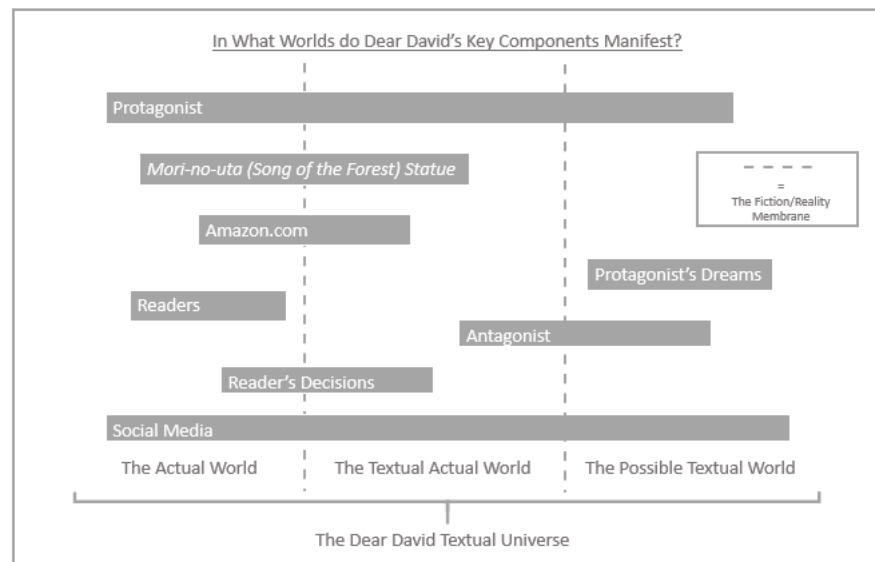 In What Worlds do Dear David's Key Components Manifest?
Protagonist
Mori-no-uta (Song of the Forest) Statue
=
The Fiction/Reality
Membrane
Amazon.com
Protagonist's Dreams
Readers
Antagonist
Reader's Decisions
Social Media
The Actual World
The Textual Actual World
The Possible Textual World
The Dear David Textual Universe